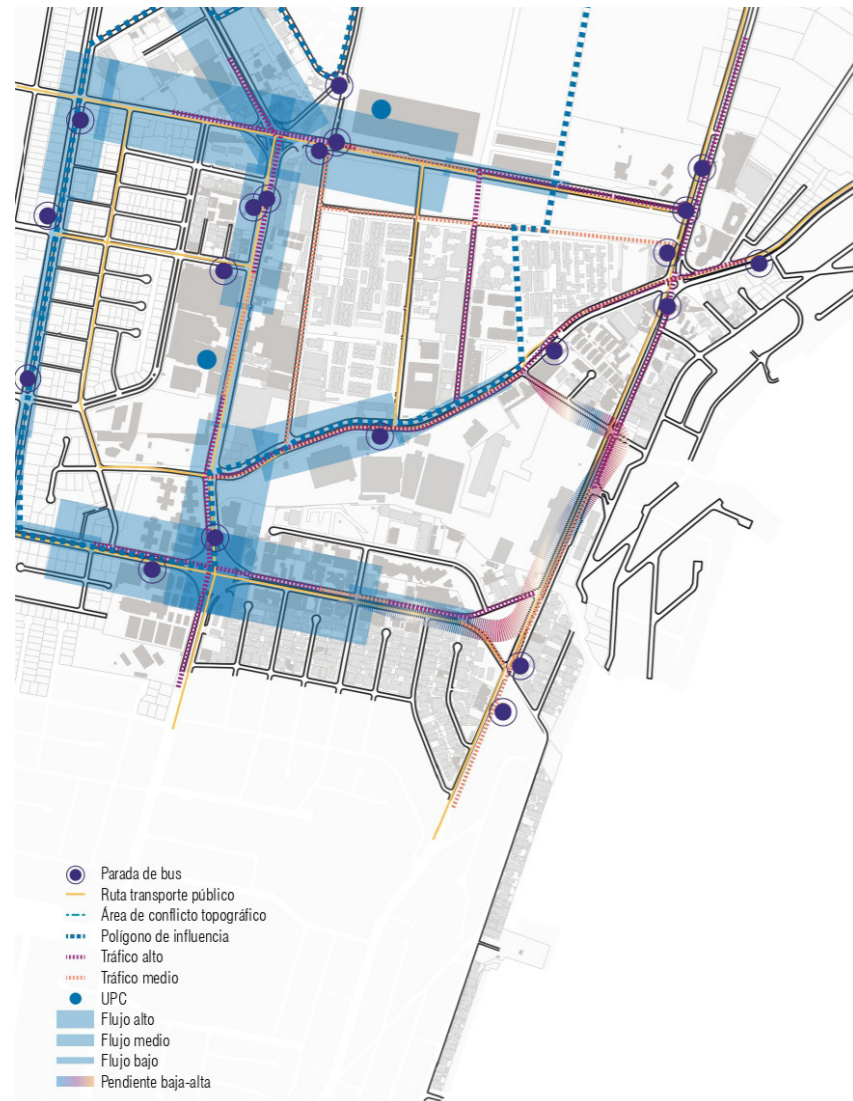 Parada de bus
Ruta transporte público
Área de conflicto topográfico
Polígono de influencia
Tráfico alto
Tráfico medio
UPC
Flujo alto
Flujo medio
Flujo bajo
Pendiente baja-alta